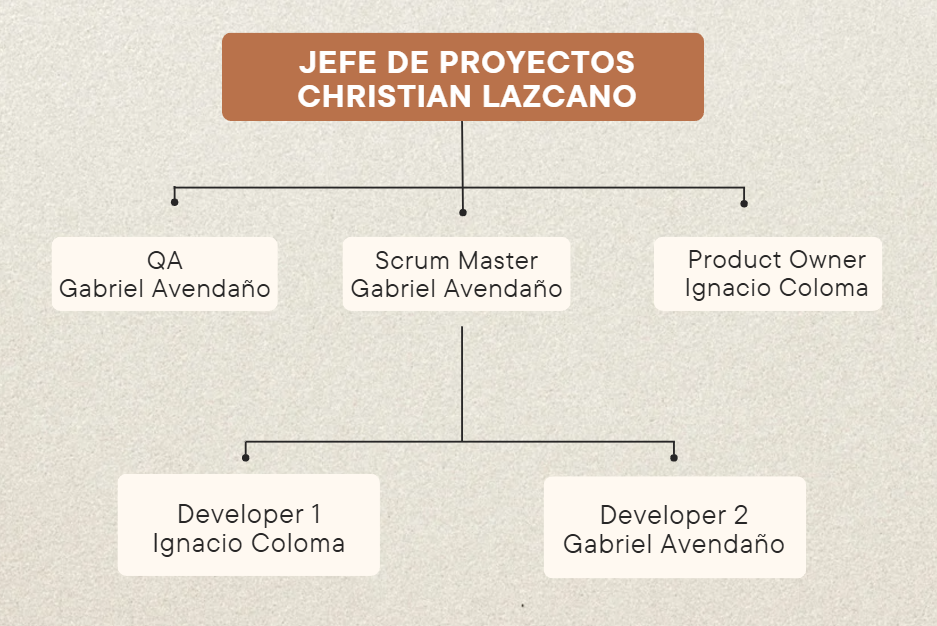 JEFE DE PROYECTOS
CHRISTIAN LAZCANO
QA
Gabriel Avendaño
Scrum Master
Gabriel Avendaño
Product Owner
Ignacio Coloma
Developer 1
Ignacio Coloma
Developer 2
Gabriel Avendaño